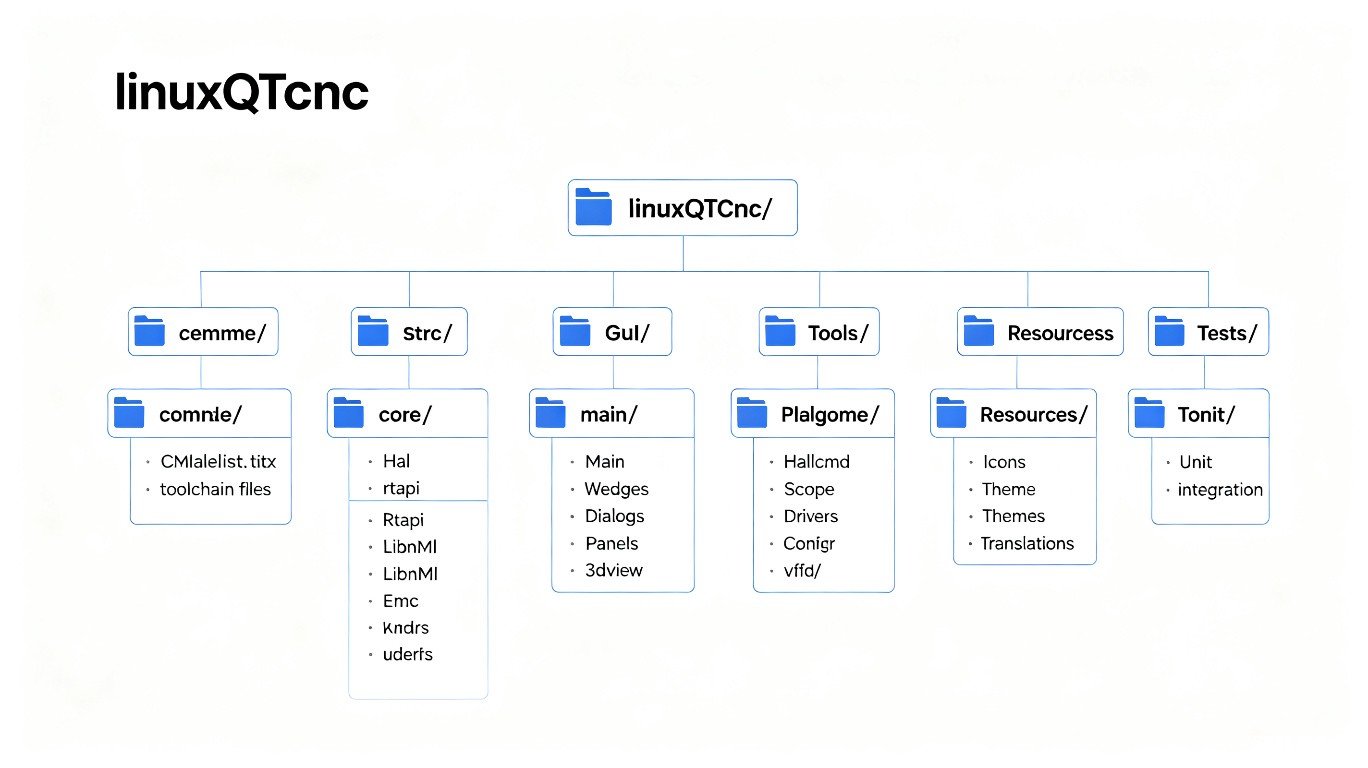 linuxQTcnc
linuxQTCnc/
cemme/
Strc/
Gul/
Tools/
Resourcess
Tests/
comnle/
CMlalelist.titx
toolchain files
core/
Hal
rtapi
Rtapi
LibnMl
LibnMl
Emc
kndrs
uderfs
main/
Main
Wedges
Dialogs
Panels
3dview
Plalgome/
Hallcmd
Scope
Drivers
Conigr
vffd/
Resources/
Icons
Theme
Themes
Translations
Tonit/
Unit
integration